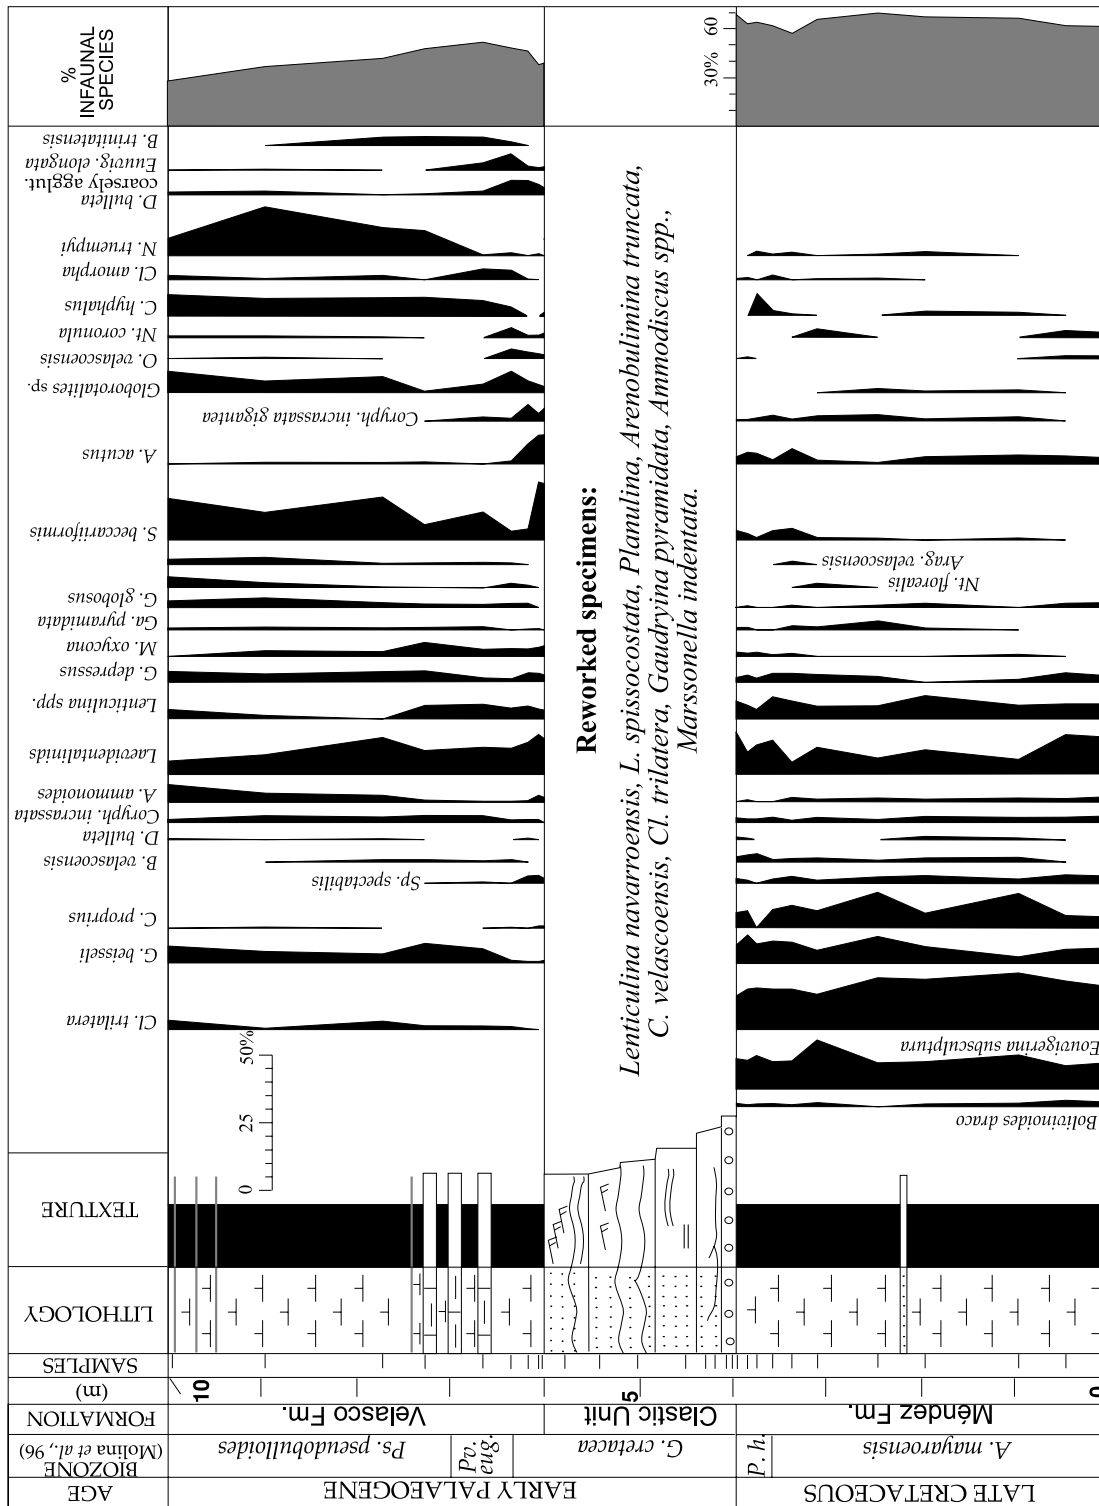 %
INFAUNAL
SPECIES
30%
60
B. trinitatensis
Euuvig. elongata
coarsely agglut.
D. bulleta
N. truempyi
Cl. amorpha
C. hyphalus
Nt. coronula
O. velascoensis
Globorotalites sp.
Coryph. incrassata gigantea
A. acutus
S. beccariiformis
Arag. velascoensis
Nt. florealis
C. globosus
Ga. pyramidata
M. oxycona
G. depressus
Lenticulina spp.
Laevidentalinids
A. ammonoides
Coryph. incrassata
D. bulleta
B. velascoensis
Sp. spectabilis
C. proprius
G. beisseli
Cl. trilatera
Eouvigerina subsculptura
Bolivinoides draco
Reworked specimens:
Lenticulina navarroensis, L. spissocostata, Planulina, Arenobulimina truncata,
C. velascoensis, Cl. trilatera, Gaudryina pyramidata, Ammodiscus spp.,
Marssonella indentata.
0
25
50%
TEXTURE
LITHOLOGY
SAMPLES
(m)
10
5
0
FORMATION
Velasco Fm.
Clastic Unit
Méndez Fm.
BIOZONE
(Molina et al., 96)
Ps. pseudobulloides
Pv.
eug.
G. cretacea
P. h.
A. mayaroensis
AGE
EARLY PALAEOGENE
LATE CRETACEOUS